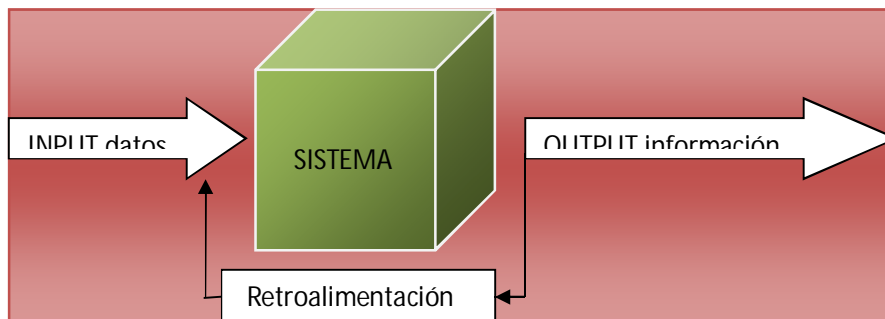 INPUT datos
SISTEMA
OUTPUT información
Retroalimentación